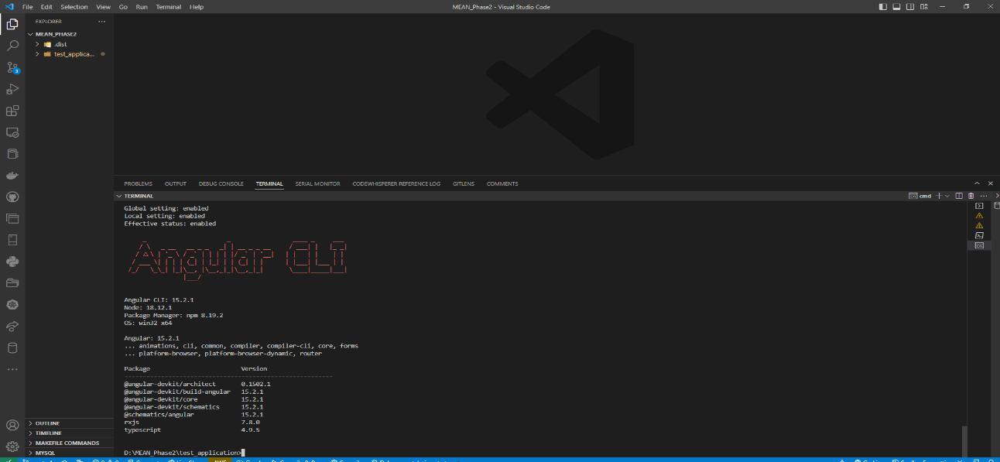 File Edit Selection View Go Run Terminal Help
MEAN_Phase2 - Visual Studio Code
EXPLORER
MEAN_PHASE2
.dist
test_applica...
3
OUTLINE
TIMELINE
MAKEFILE COMMANDS
MYSQL
PROBLEMS OUTPUT DEBUG CONSOLE TERMINAL SERIAL MONITOR CODEWHISPERER REFERENCE LOG GITLENS COMMENTS
TERMINAL
cmd
Global setting: enabled
Local setting: enabled
Effective status: enabled
Angular CLI
Angular CLI: 15.2.1
Node: 18.12.1
Package Manager: npm 8.19.2
OS: win32 x64
Angular: 15.2.1
... animations, cli, common, compiler, compiler-cli, core, forms
... platform-browser, platform-browser-dynamic, router
Package Version
-------------------------------------------------------
@angular-devkit/architect 0.1502.1
@angular-devkit/build-angular 15.2.1
@angular-devkit/core 15.2.1
@angular-devkit/schematics 15.2.1
@schematics/angular 15.2.1
rxjs 7.8.0
typescript 4.9.5
D:\MEAN_Phase2\test_application>